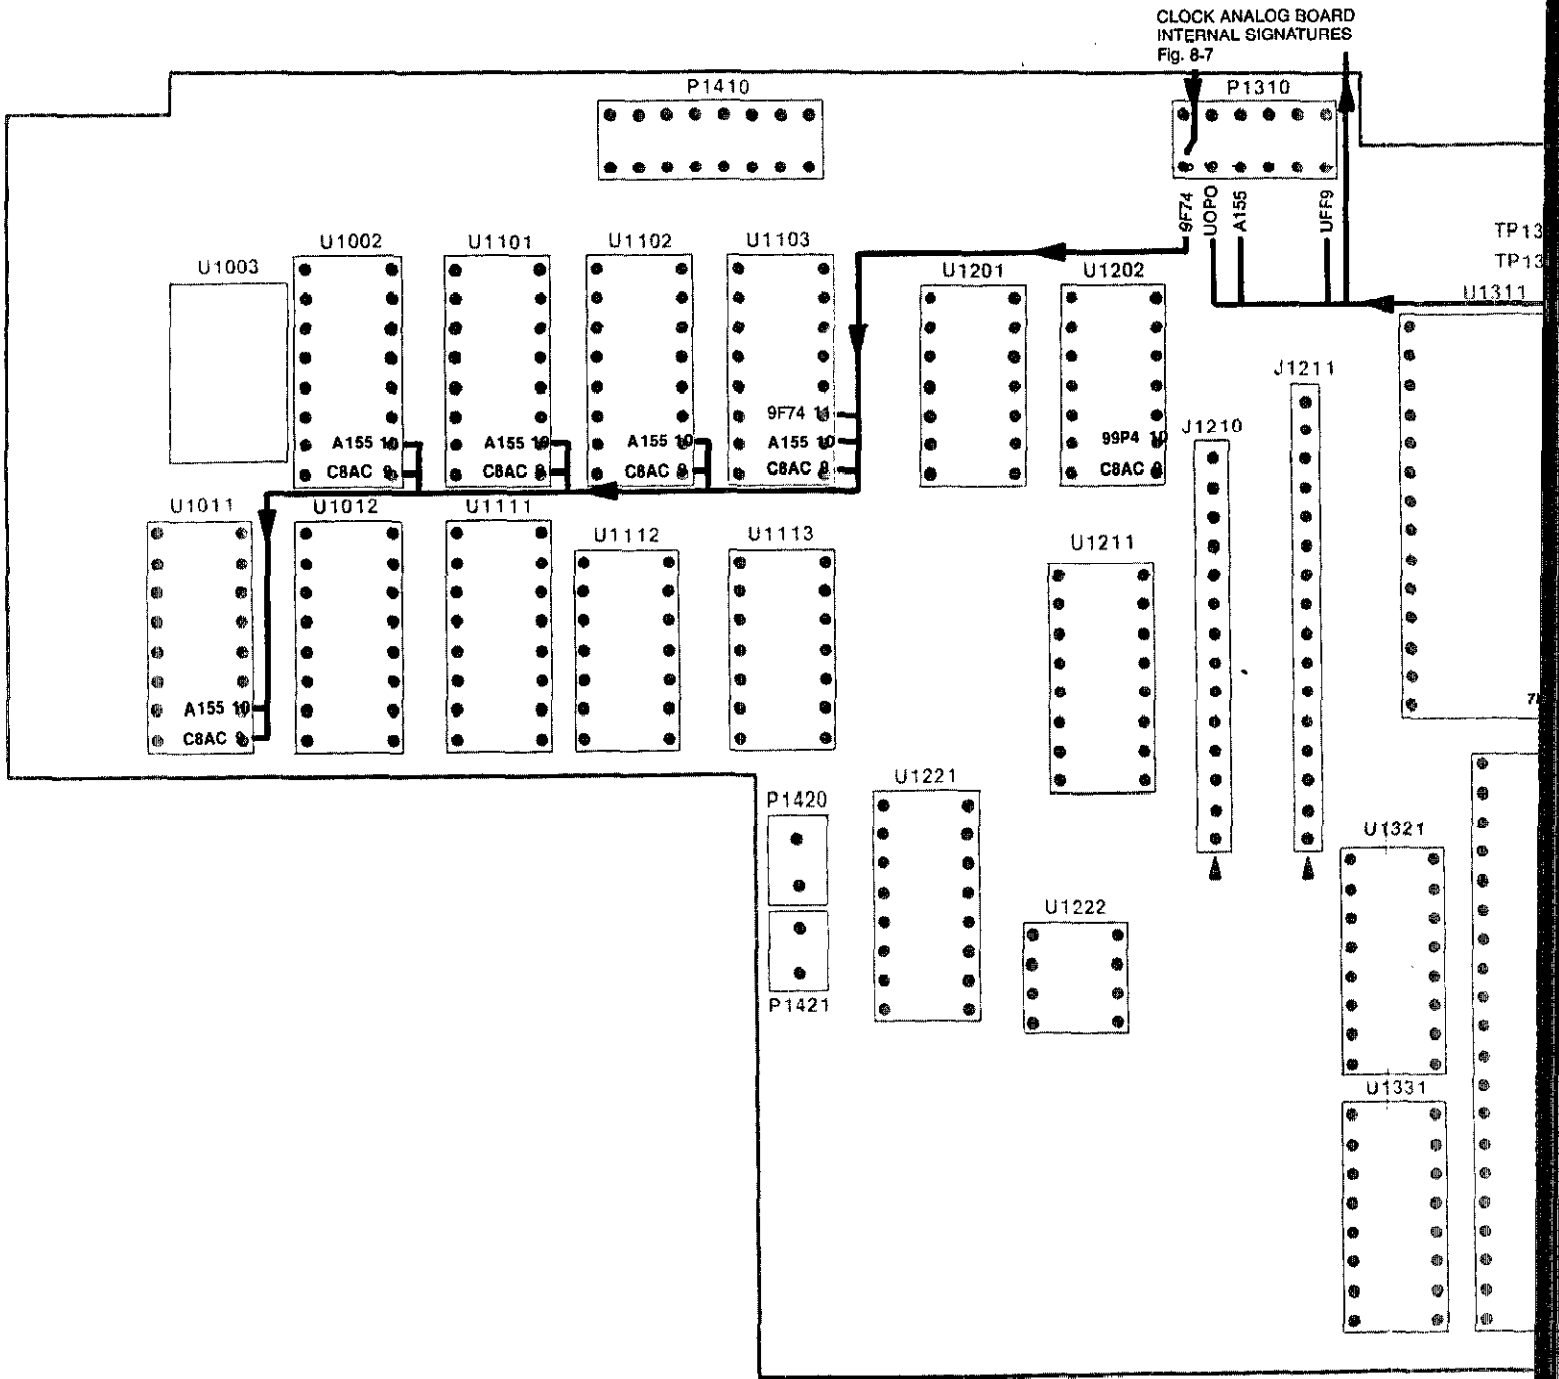 CLOCK ANALOG BOARD
INTERNAL SIGNATURES
Fig. 8-7
P1410
P1310
9F74
UOPO
A155
UFF9
TP13
TP13
U1311
U1003
U1002
U1101
U1102
U1103
U1201
U1202
A155 10
C8AC 9
A155 10
C8AC 9
A155 10
C8AC 9
9F74 11
A155 10
C8AC 9
99P4 10
C8AC 9
J1210
J1211
U1011
U1012
U1111
U1112
U1113
U1211
A155 10
C8AC 9
P1420
P1421
U1221
U1222
U1321
U1331